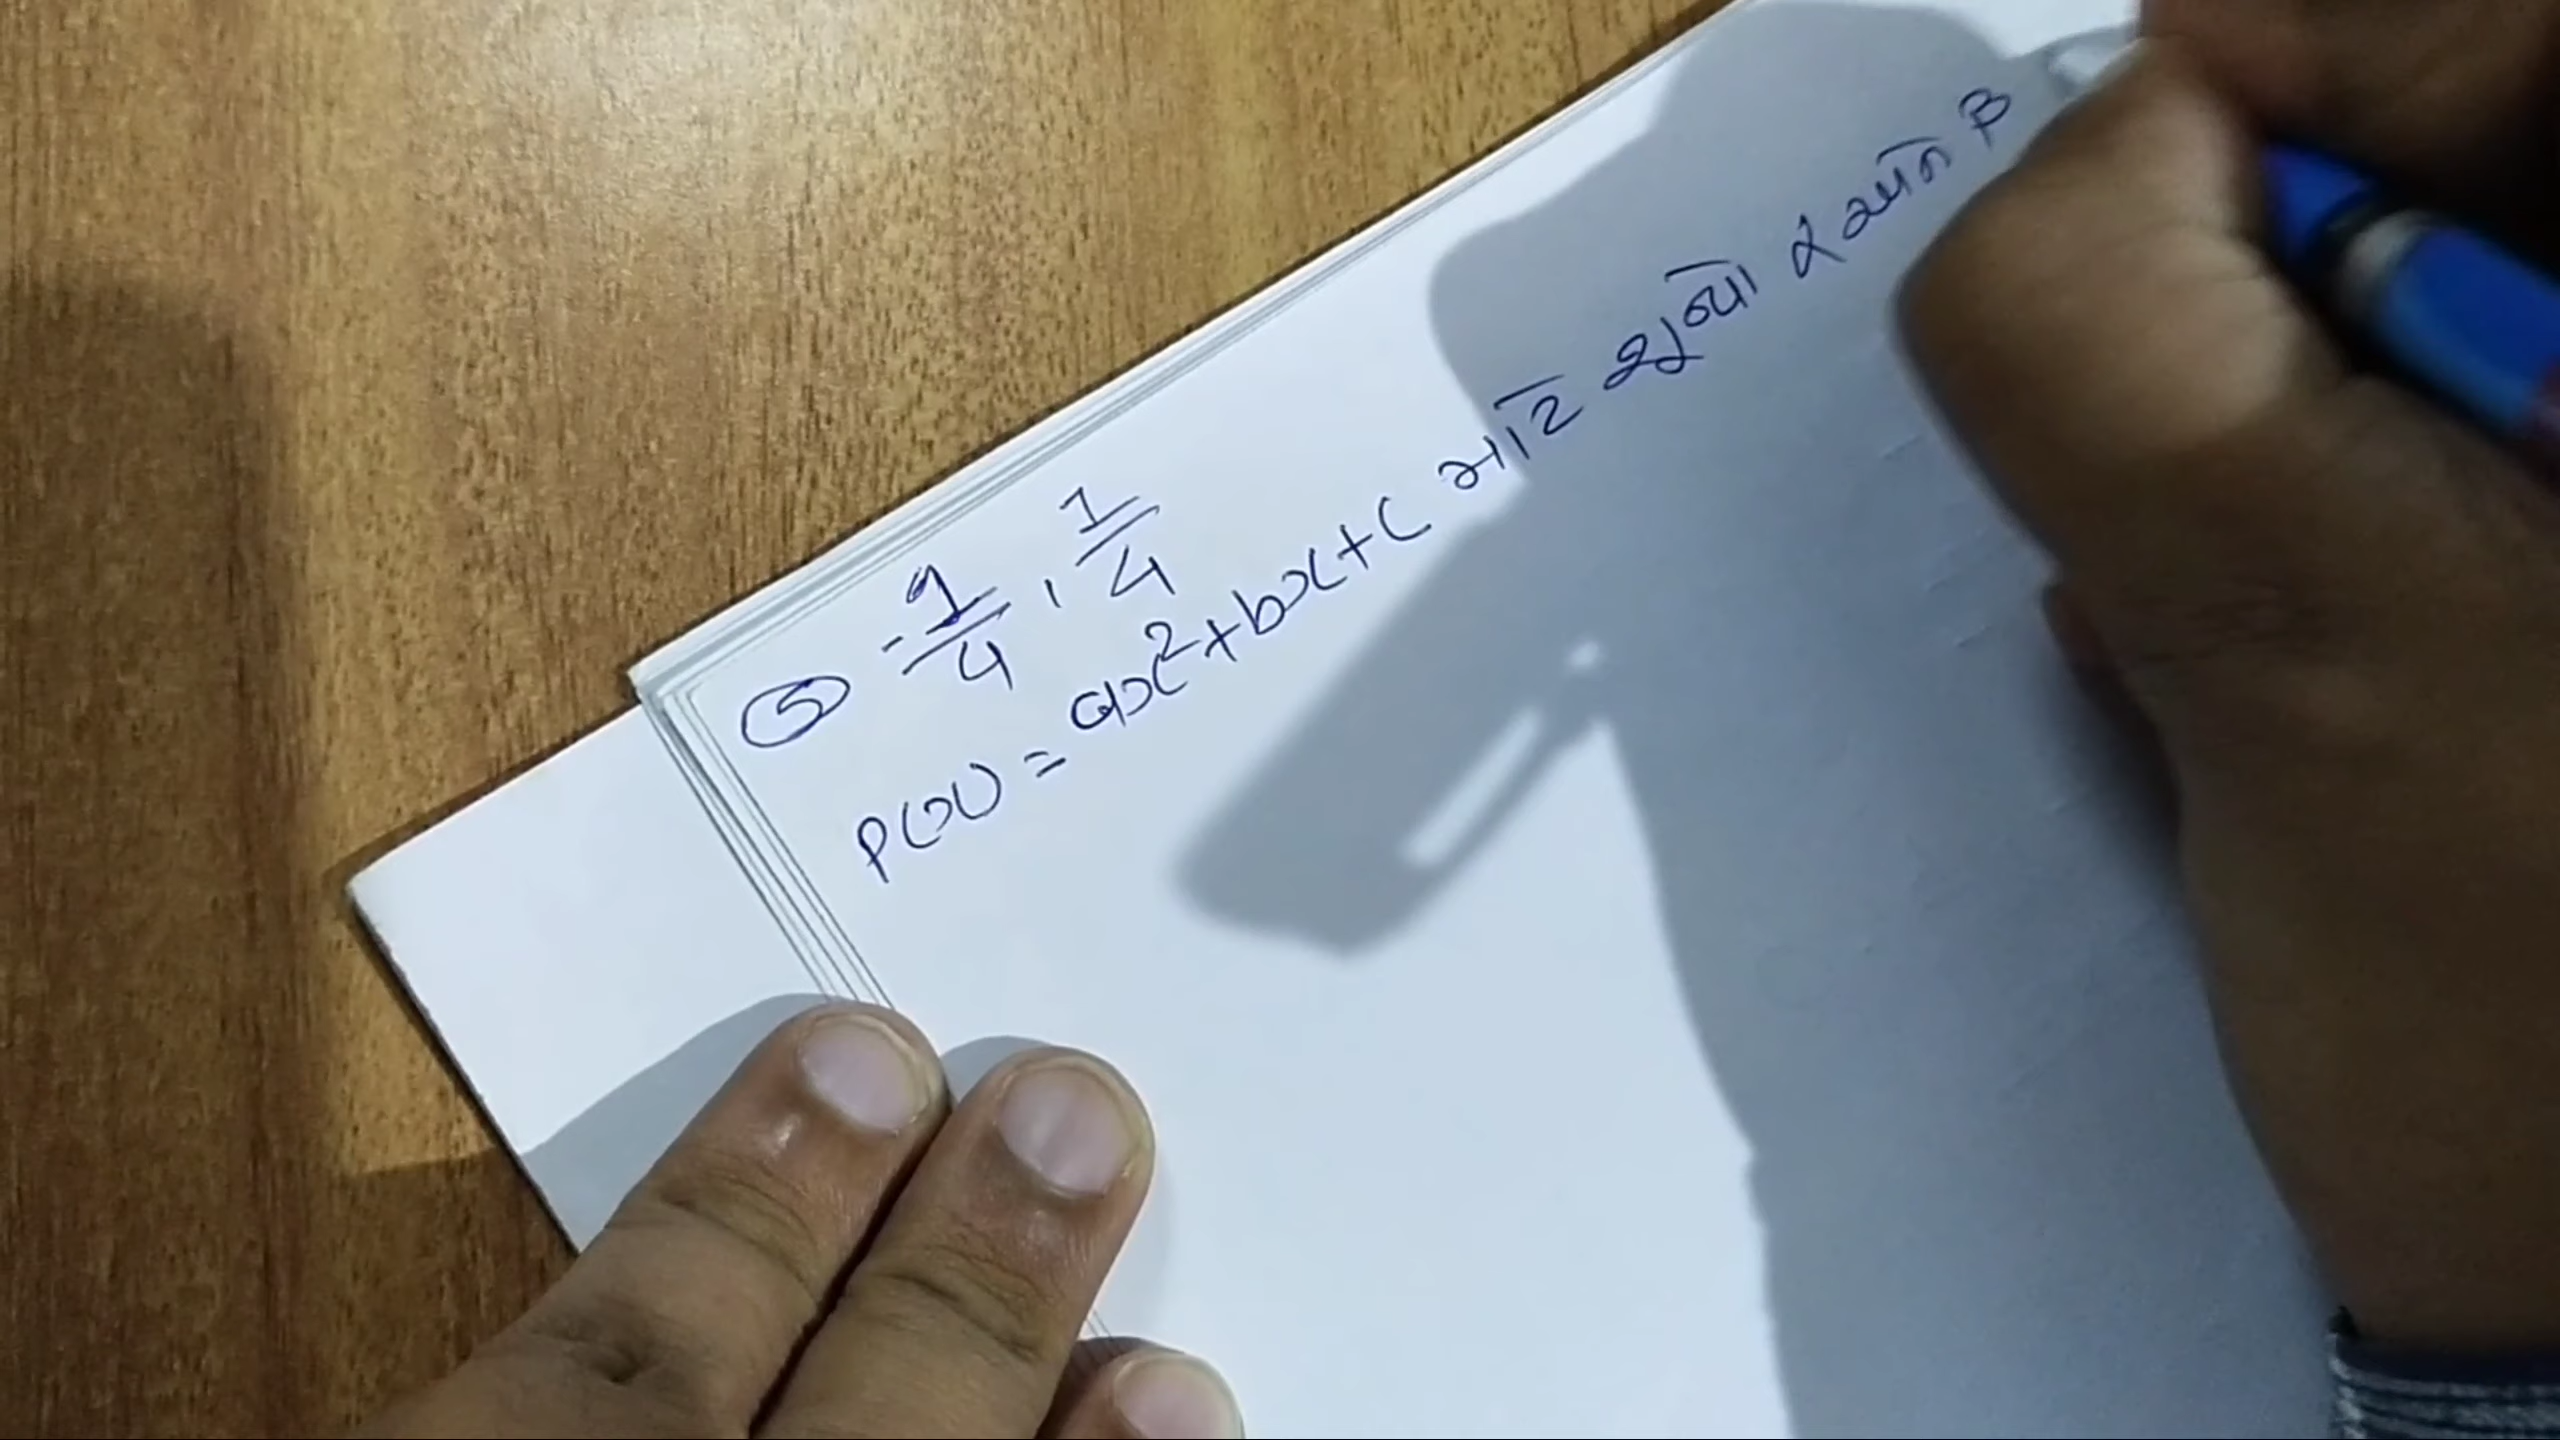 ⑤ -1/4 , 1/4
P(x) = ax²+bx+c માટે શૂન્યો α અને β